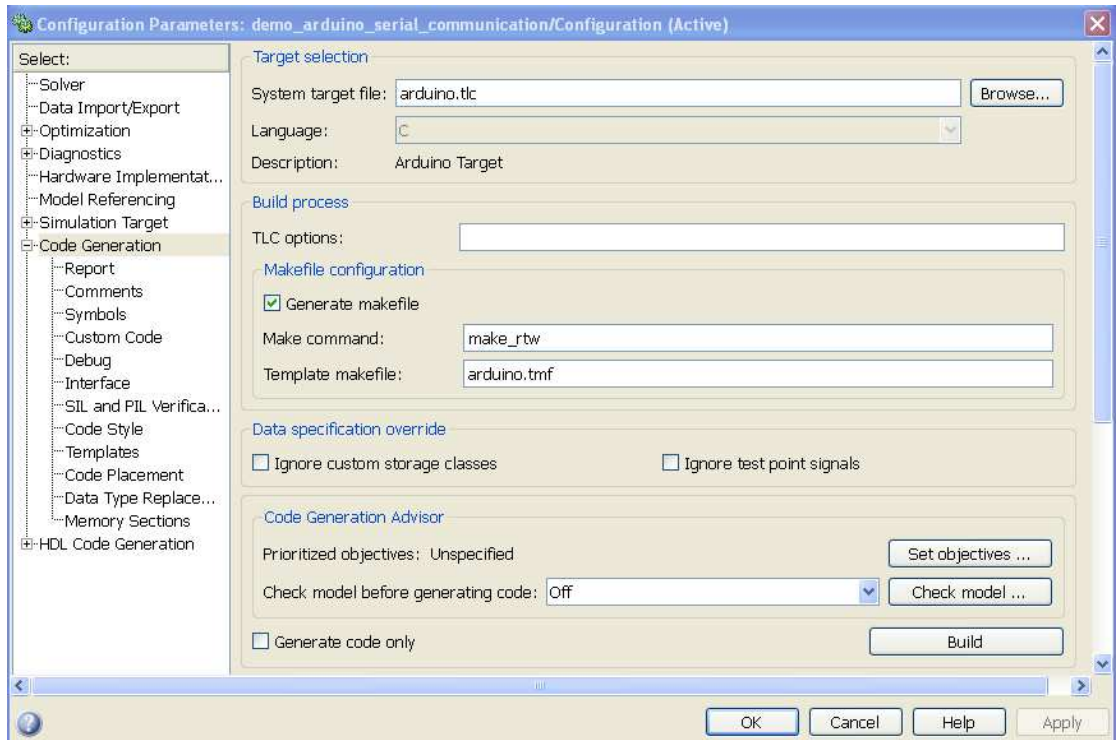 Configuration Parameters: demo_arduino_serial_communication/Configuration (Active)
Select:
Solver
Data Import/Export
Optimization
Diagnostics
Hardware Implementat...
Model Referencing
Simulation Target
Code Generation
Report
Comments
Symbols
Custom Code
Debug
Interface
SIL and PIL Verifica...
Code Style
Templates
Code Placement
Data Type Replace...
Memory Sections
HDL Code Generation
Target selection
System target file: arduino.tlc Browse...
Language: C
Description: Arduino Target
Build process
TLC options:
Makefile configuration
Generate makefile
Make command: make_rtw
Template makefile: arduino.tmf
Data specification override
Ignore custom storage classes Ignore test point signals
Code Generation Advisor
Prioritized objectives: Unspecified Set objectives ...
Check model before generating code: Off Check model ...
Generate code only Build
OK Cancel Help Apply